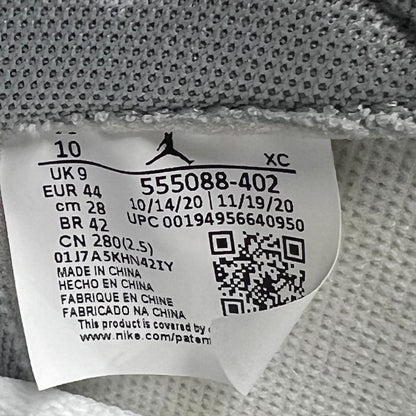 10
XC
UK 9
555088-402
EUR 44
10/14/20 | 11/19/20
cm 28
UPC 00194956640950
BR 42
CN 280(2.5)
01J7A5KHN42IY
MADE IN CHINA
HECHO EN CHINA
FABRIQUE EN CHINE
FABRICADO NA CHINA
This product is covered by
www.nike.com/paten